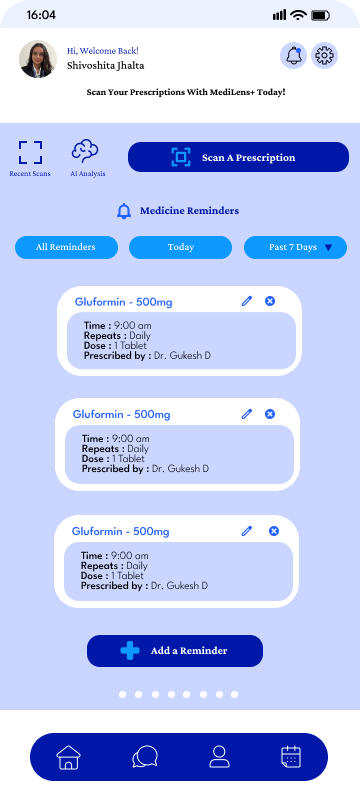 16:04
Hi, Welcome Back!
Shivoshita Jhalta
Scan Your Prescriptions With MediLens+ Today!
Scan A Prescription
Recent Scans
AI Analysis
Medicine Reminders
All Reminders
Today
Past 7 Days
Gluformin - 500mg
Time : 9:00 am
Repeats : Daily
Dose : 1 Tablet
Prescribed by : Dr. Gukesh D
Gluformin - 500mg
Time : 9:00 am
Repeats : Daily
Dose : 1 Tablet
Prescribed by : Dr. Gukesh D
Gluformin - 500mg
Time : 9:00 am
Repeats : Daily
Dose : 1 Tablet
Prescribed by : Dr. Gukesh D
Add a Reminder